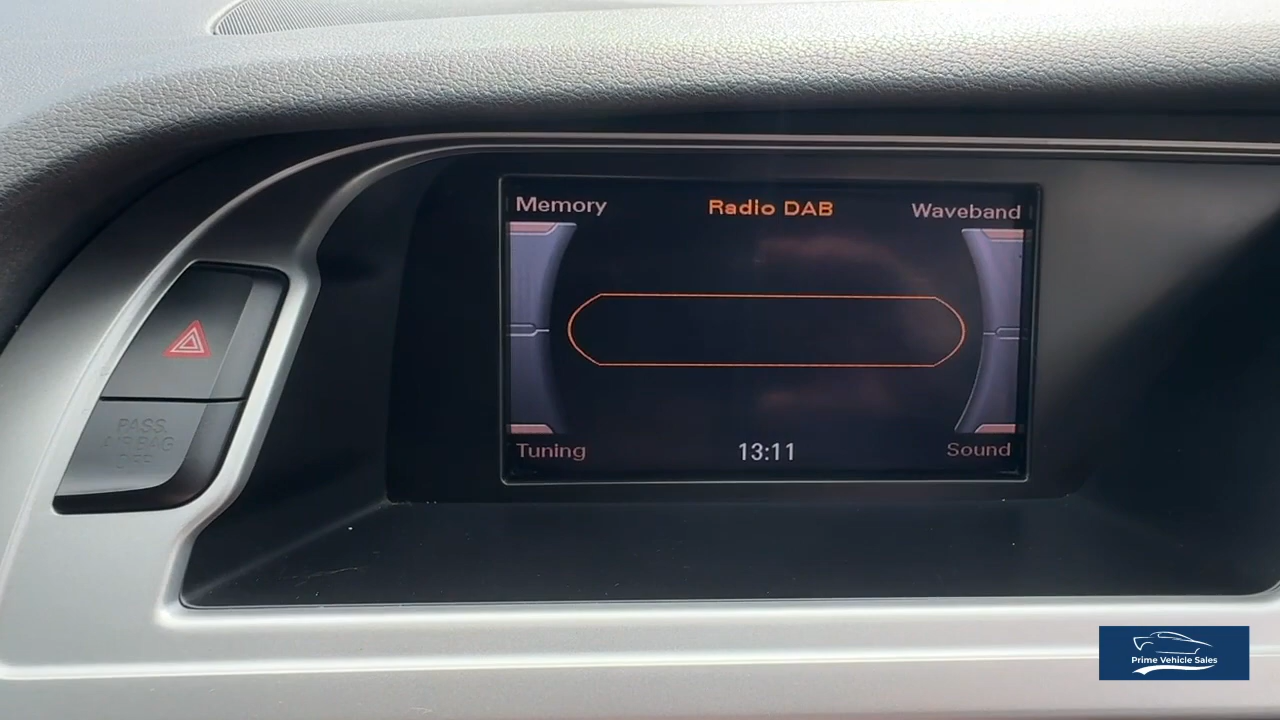 Memory
Radio DAB
Waveband
PASS.
AIR BAG
OFF
Tuning
13:11
Sound
Prime Vehicle Sales